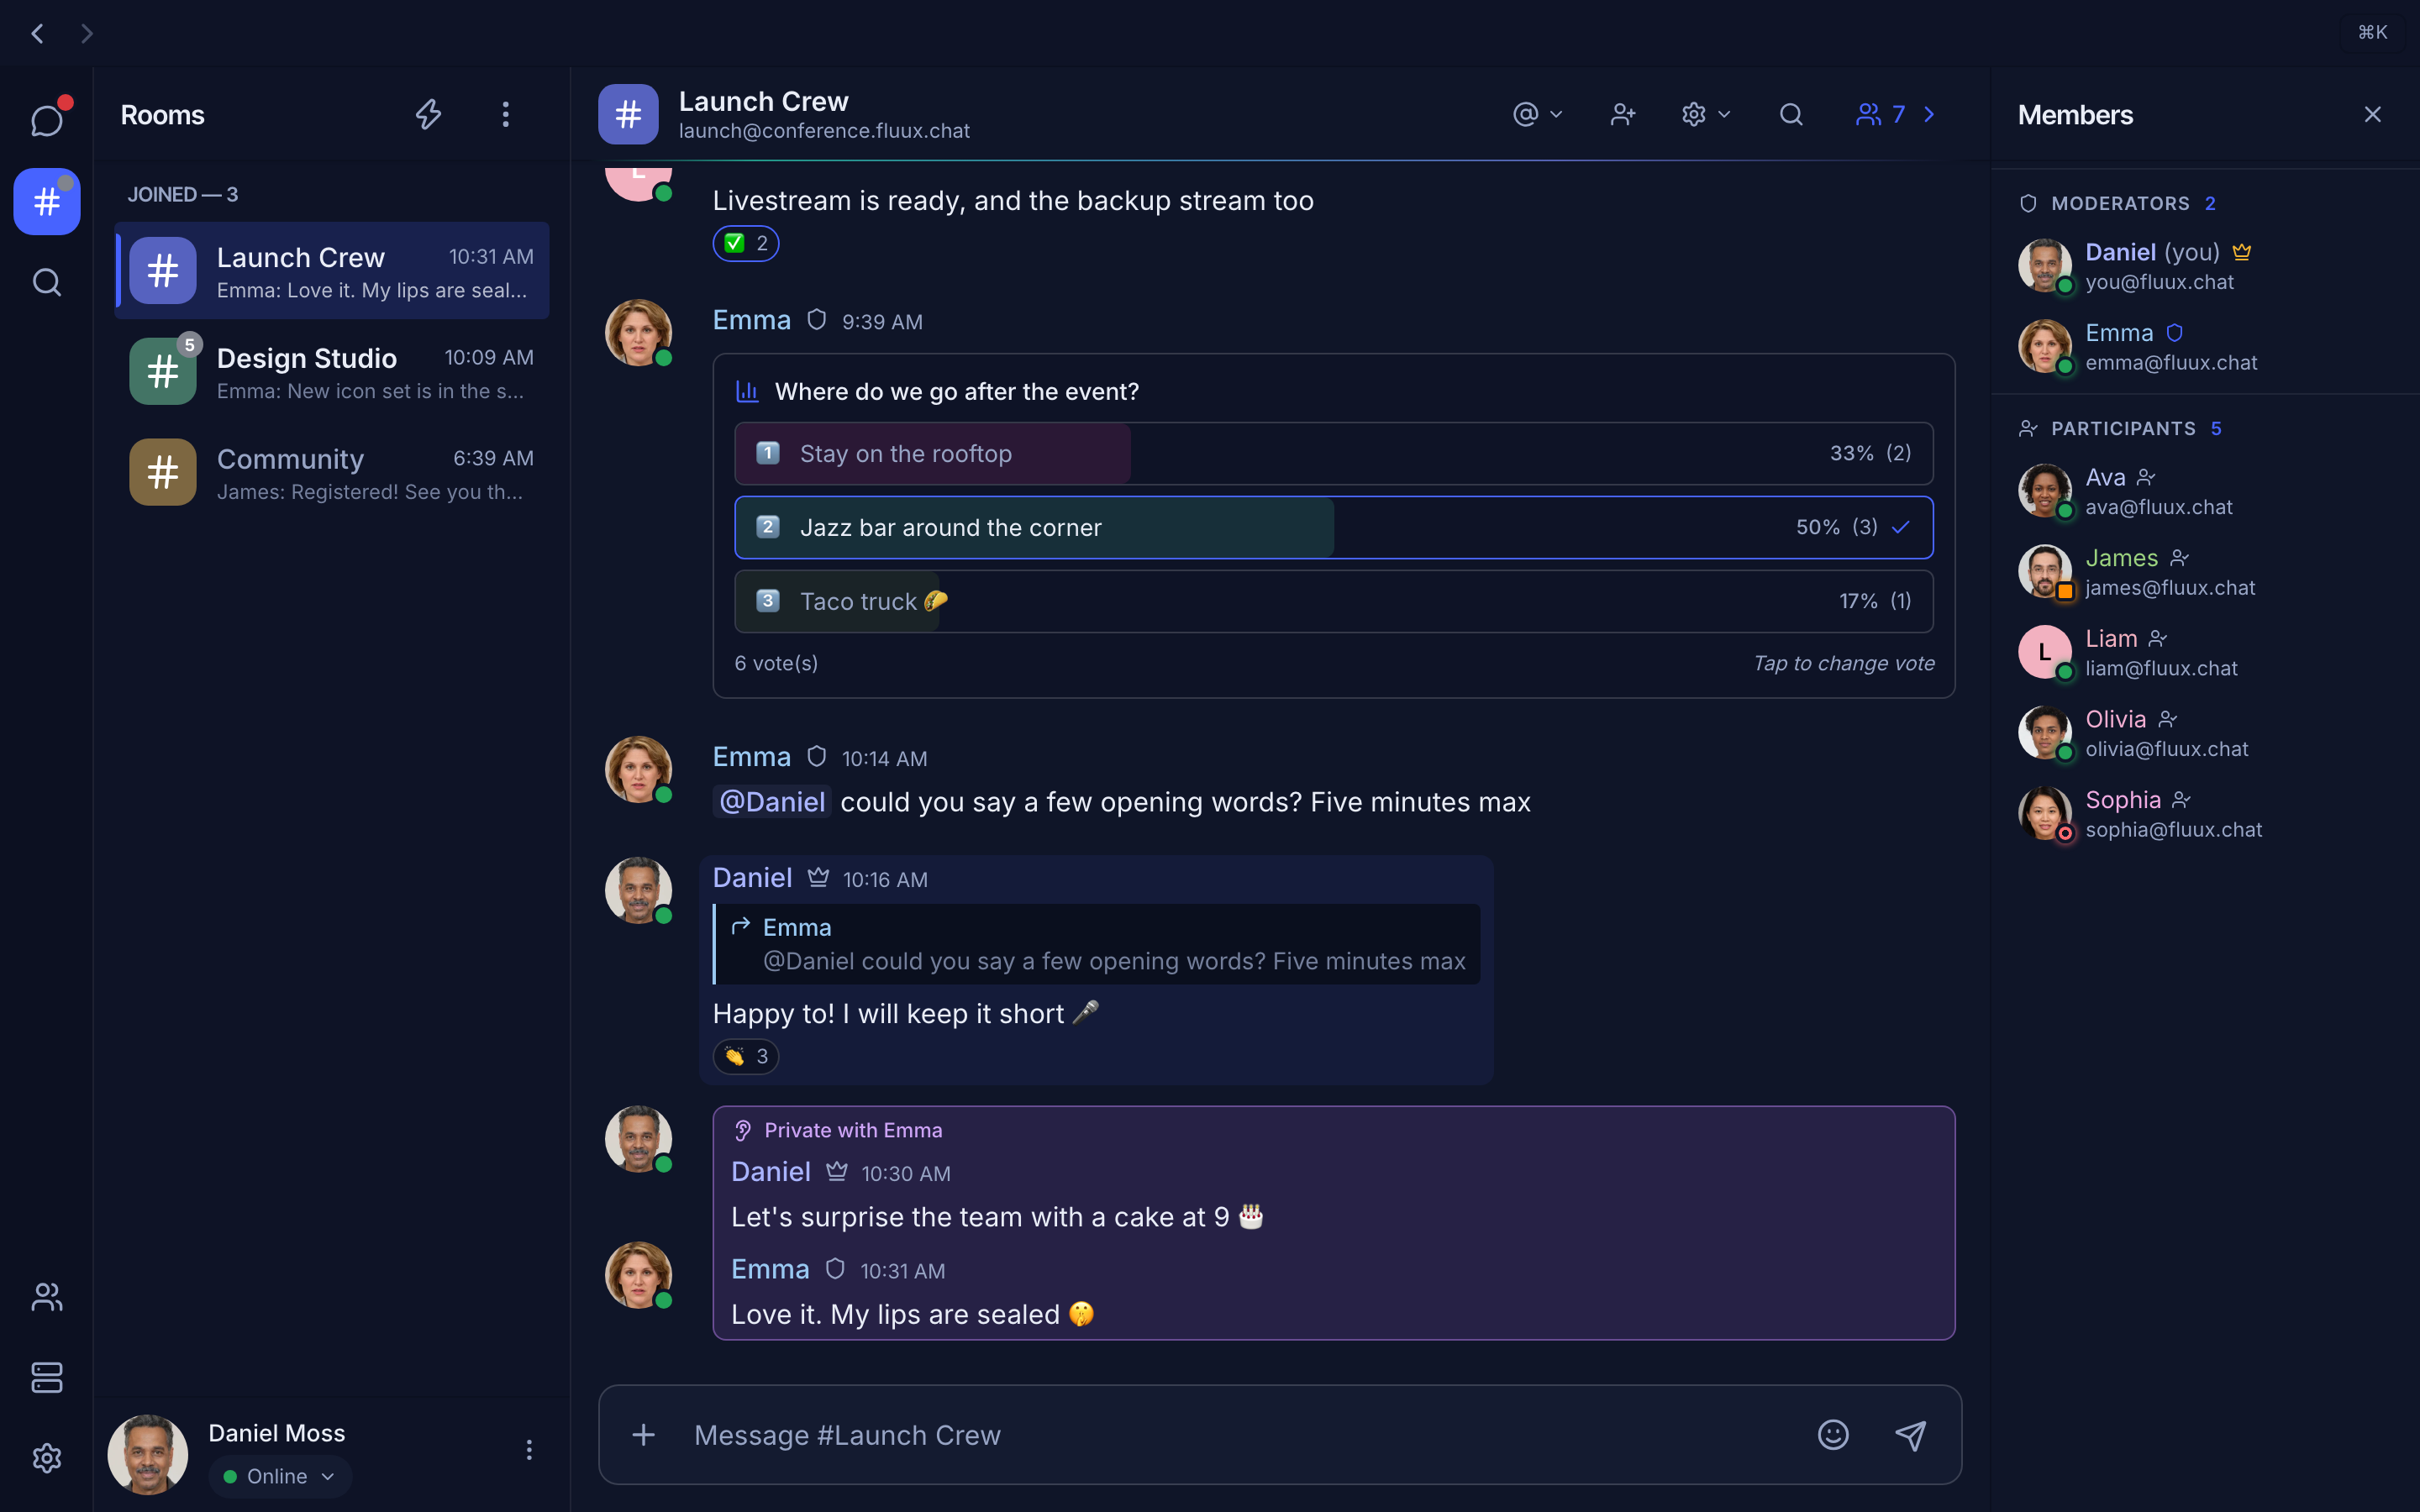 ⌘K
Rooms
JOINED — 3
Launch Crew 10:31 AM
Emma: Love it. My lips are seal...
5
Design Studio 10:09 AM
Emma: New icon set is in the s...
Community 6:39 AM
James: Registered! See you th...
Daniel Moss
Online
Launch Crew
launch@conference.fluux.chat
7
L
Livestream is ready, and the backup stream too
✅ 2
Emma 9:39 AM
Where do we go after the event?
1 Stay on the rooftop 33% (2)
2 Jazz bar around the corner 50% (3)
3 Taco truck 🌮 17% (1)
6 vote(s) Tap to change vote
Emma 10:14 AM
@Daniel could you say a few opening words? Five minutes max
Daniel 10:16 AM
Emma
@Daniel could you say a few opening words? Five minutes max
Happy to! I will keep it short 🎤
👏 3
Private with Emma
Daniel 10:30 AM
Let's surprise the team with a cake at 9 🎂
Emma 10:31 AM
Love it. My lips are sealed 🤫
Message #Launch Crew
Members
MODERATORS 2
Daniel (you)
you@fluux.chat
Emma
emma@fluux.chat
PARTICIPANTS 5
Ava
ava@fluux.chat
James
james@fluux.chat
L
Liam
liam@fluux.chat
Olivia
olivia@fluux.chat
Sophia
sophia@fluux.chat